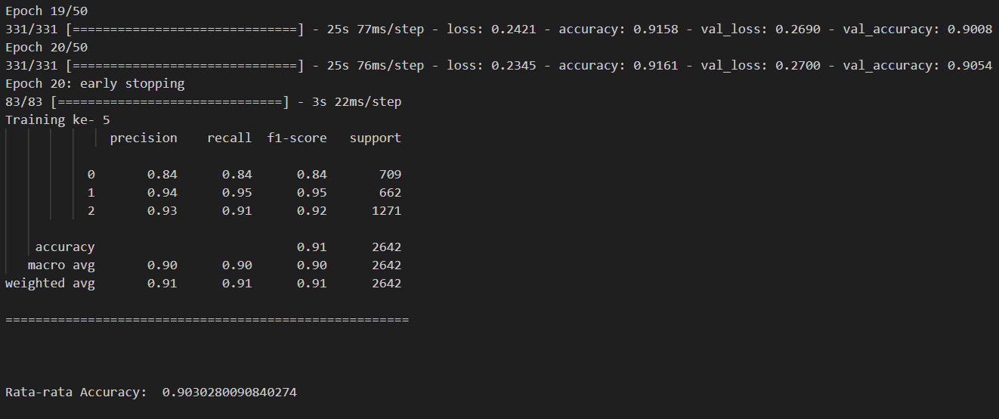 Epoch 19/50
331/331 [==============================] - 25s 77ms/step - loss: 0.2421 - accuracy: 0.9158 - val_loss: 0.2690 - val_accuracy: 0.9008
Epoch 20/50
331/331 [==============================] - 25s 76ms/step - loss: 0.2345 - accuracy: 0.9161 - val_loss: 0.2700 - val_accuracy: 0.9054
Epoch 20: early stopping
83/83 [==============================] - 3s 22ms/step
Training ke- 5
              precision    recall  f1-score   support
           0       0.84      0.84      0.84       709
           1       0.94      0.95      0.95       662
           2       0.93      0.91      0.92      1271
    accuracy                           0.91      2642
   macro avg       0.90      0.90      0.90      2642
weighted avg       0.91      0.91      0.91      2642
======================================================
Rata-rata Accuracy:  0.9030280090840274